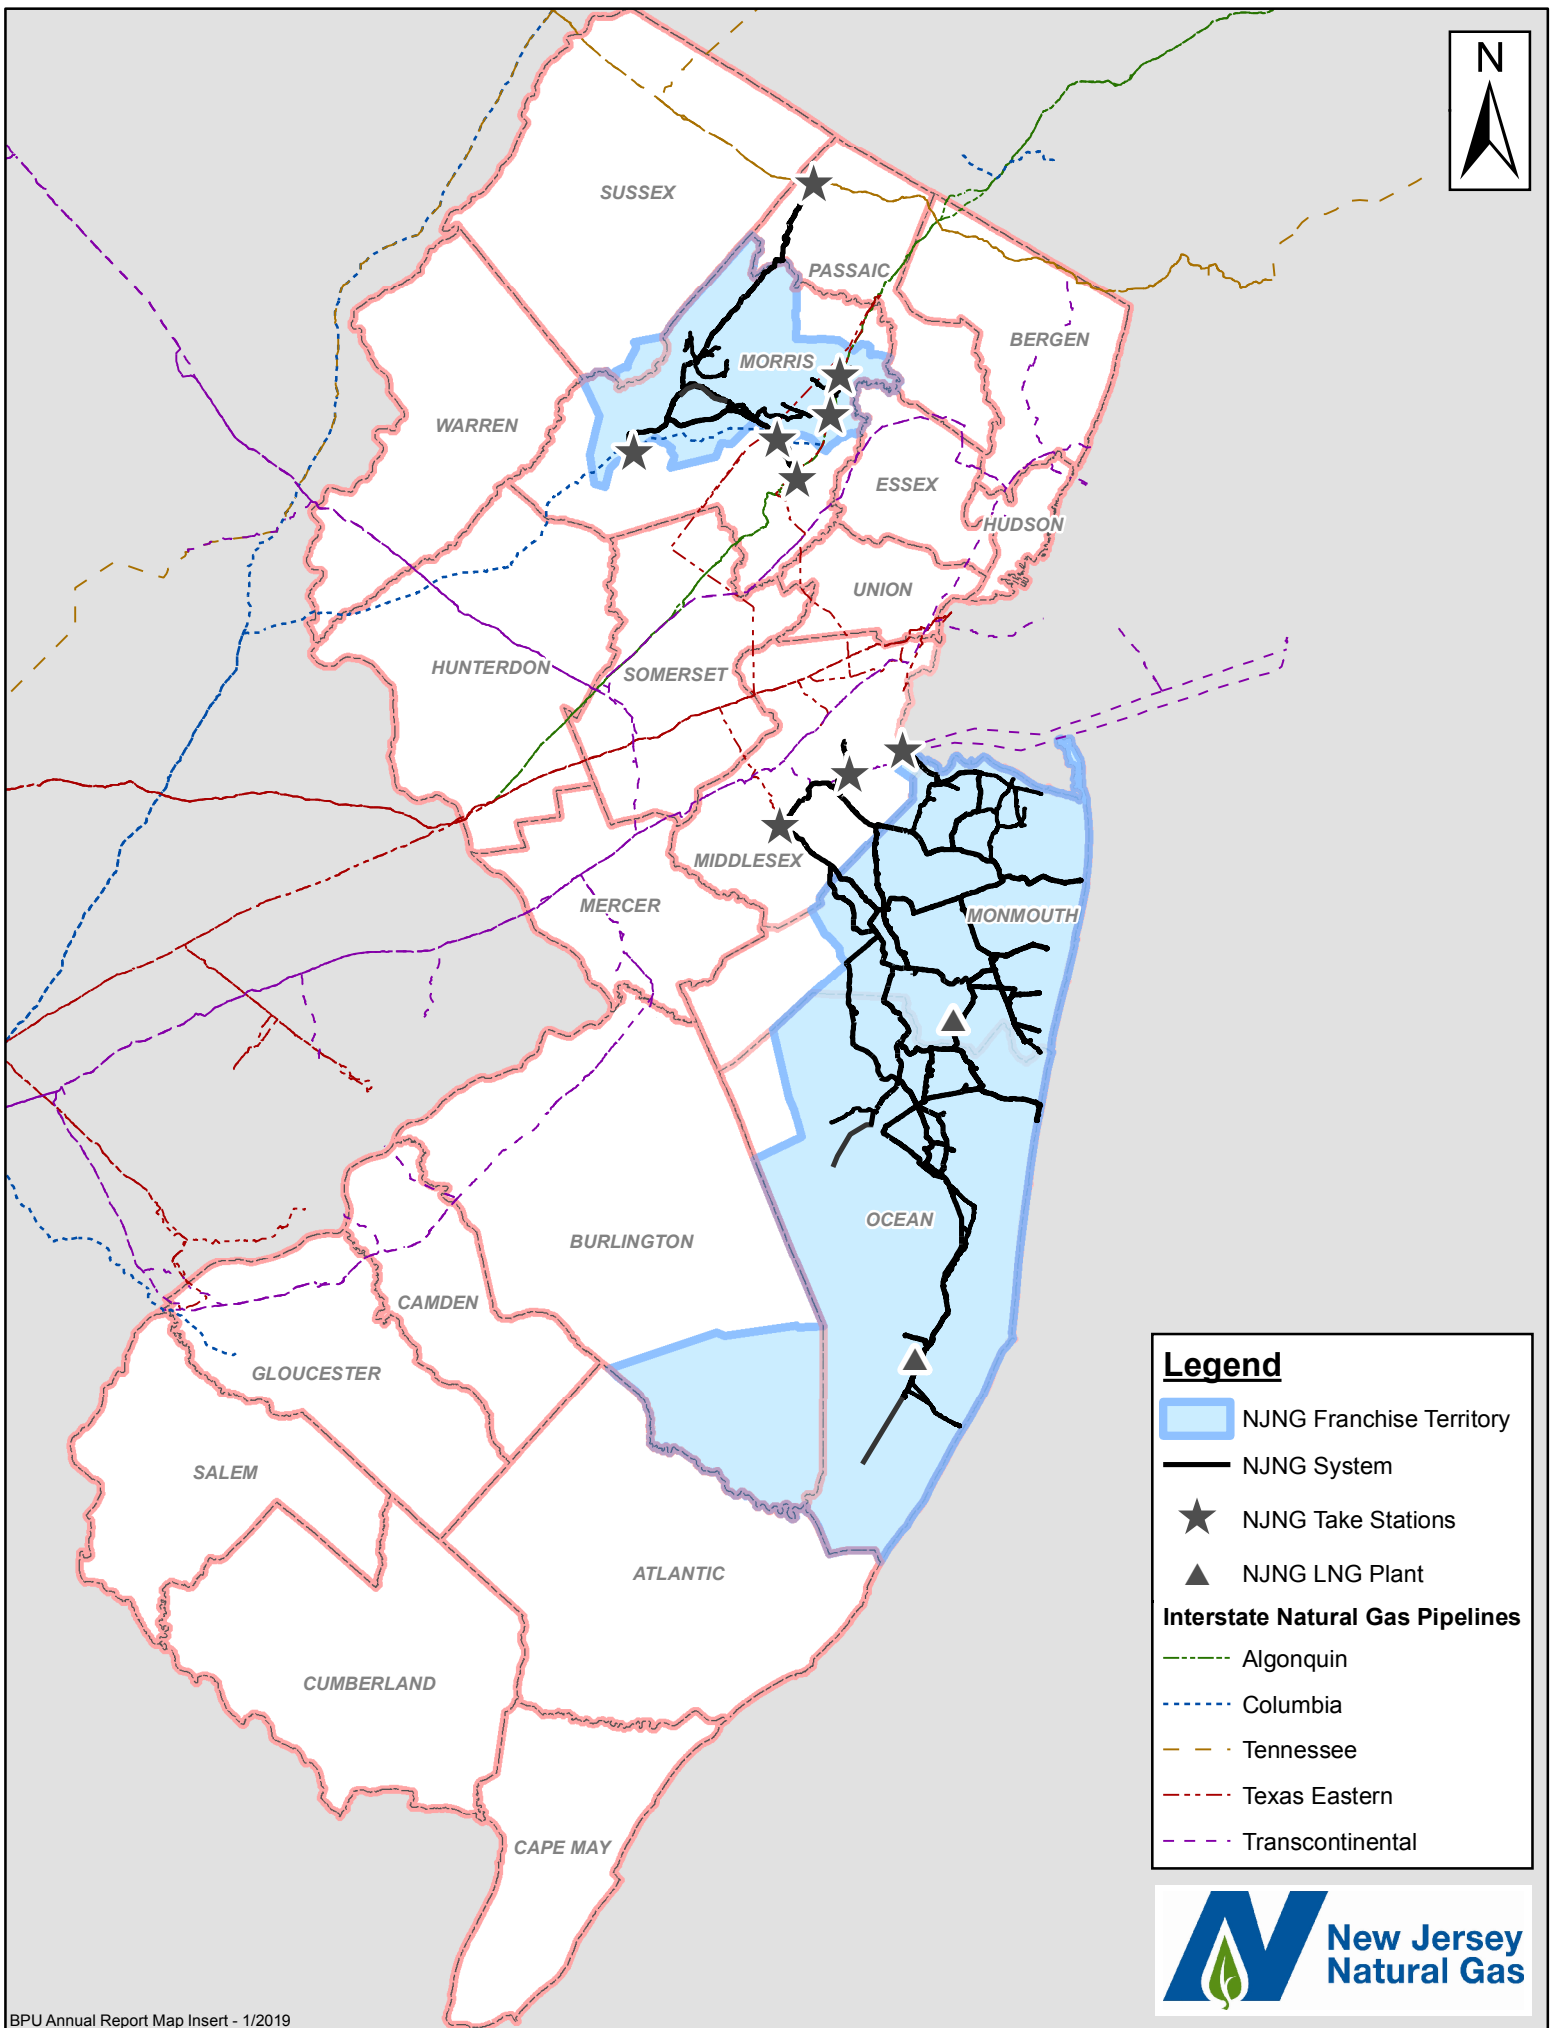 N
SUSSEX
PASSAIC
BERGEN
MORRIS
WARREN
ESSEX
HUDSON
UNION
HUNTERDON
SOMERSET
MIDDLESEX
MERCER
MONMOUTH
OCEAN
BURLINGTON
CAMDEN
GLOUCESTER
SALEM
ATLANTIC
CUMBERLAND
CAPE MAY
Legend
NJNG Franchise Territory
NJNG System
NJNG Take Stations
NJNG LNG Plant
Interstate Natural Gas Pipelines
Algonquin
Columbia
Tennessee
Texas Eastern
Transcontinental
New Jersey
Natural Gas
BPU Annual Report Map Insert - 1/2019